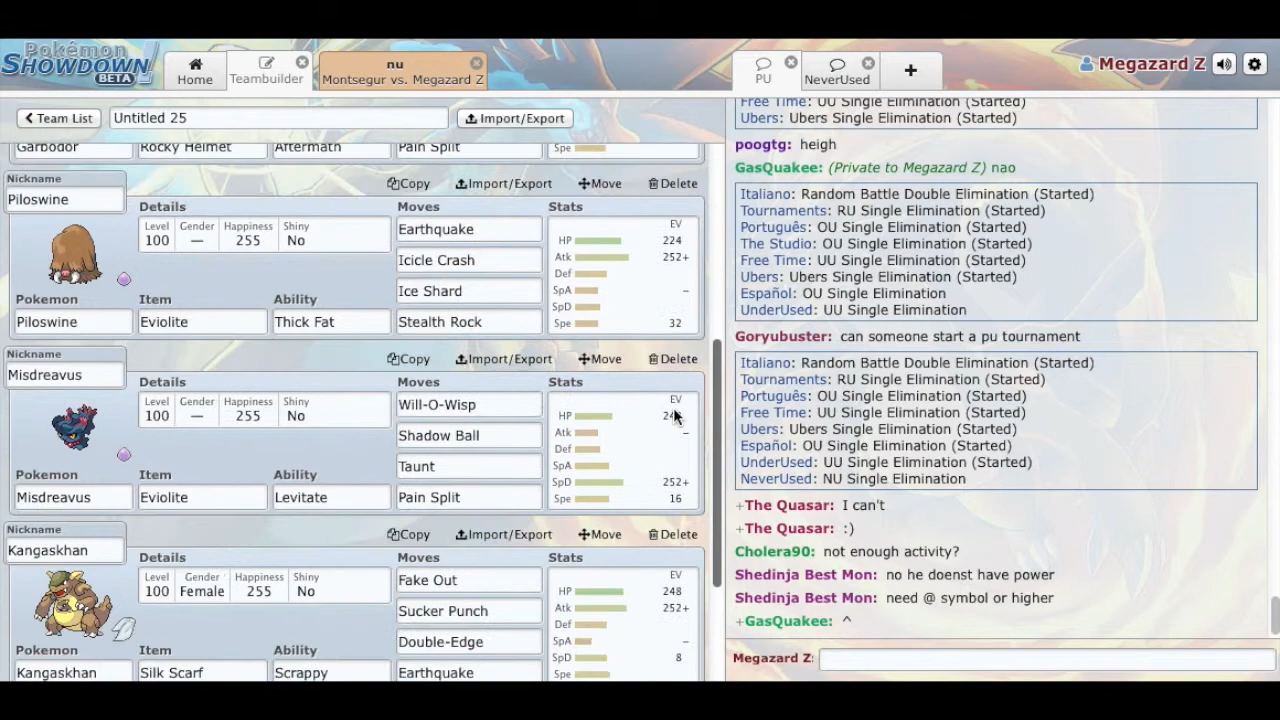 Pokémon
SHOWDOWN!
BETA
Home
Teambuilder
nu
Montsegur vs. Megazard Z
PU
NeverUsed
+
Megazard Z
Team List
Untitled 25
Import/Export
Garbodor
Rocky Helmet
Aftermath
Pain Split
Spe
Nickname
Copy
Import/Export
Move
Delete
Piloswine
Details
Moves
Stats
Level
Gender
Happiness
Shiny
100
—
255
No
Earthquake
Icicle Crash
Ice Shard
Stealth Rock
EV
HP 224
Atk 252+
Def
SpA –
SpD
Spe 32
Pokemon
Item
Ability
Piloswine
Eviolite
Thick Fat
Nickname
Copy
Import/Export
Move
Delete
Misdreavus
Details
Moves
Stats
Level
Gender
Happiness
Shiny
100
—
255
No
Will-O-Wisp
Shadow Ball
Taunt
Pain Split
EV
HP
Atk –
Def
SpA
SpD 252+
Spe 16
Pokemon
Item
Ability
Misdreavus
Eviolite
Levitate
Nickname
Copy
Import/Export
Move
Delete
Kangaskhan
Details
Moves
Stats
Level
Gender
Happiness
Shiny
100
Female
255
No
Fake Out
Sucker Punch
Double-Edge
Earthquake
EV
HP 248
Atk 252+
Def
SpA –
SpD 8
Spe
Pokemon
Item
Ability
Kangaskhan
Silk Scarf
Scrappy
Free Time: UU Single Elimination (Started)
Ubers: Ubers Single Elimination (Started)
poogtg: heigh
GasQuakee: (Private to Megazard Z) nao
Italiano: Random Battle Double Elimination (Started)
Tournaments: RU Single Elimination (Started)
Português: OU Single Elimination (Started)
The Studio: OU Single Elimination (Started)
Free Time: UU Single Elimination (Started)
Ubers: Ubers Single Elimination (Started)
Español: OU Single Elimination
UnderUsed: UU Single Elimination
Goryubuster: can someone start a pu tournament
Italiano: Random Battle Double Elimination (Started)
Tournaments: RU Single Elimination (Started)
Português: OU Single Elimination (Started)
Free Time: UU Single Elimination (Started)
Ubers: Ubers Single Elimination (Started)
Español: OU Single Elimination (Started)
UnderUsed: UU Single Elimination (Started)
NeverUsed: NU Single Elimination
+The Quasar: I can't
+The Quasar: :)
Cholera90: not enough activity?
Shedinja Best Mon: no he doenst have power
Shedinja Best Mon: need @ symbol or higher
+GasQuakee: ^
Megazard Z: